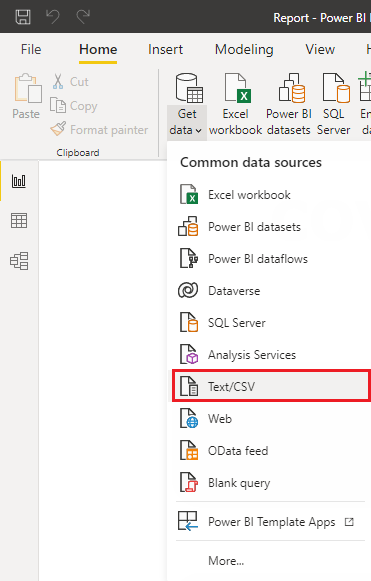 Report - Power BI
File Home Insert Modeling View
Paste
Cut
Copy
Format painter
Clipboard
Get data
Excel workbook
Power BI datasets
SQL Server
Common data sources
Excel workbook
Power BI datasets
Power BI dataflows
Dataverse
SQL Server
Analysis Services
Text/CSV
Web
OData feed
Blank query
Power BI Template Apps
More...